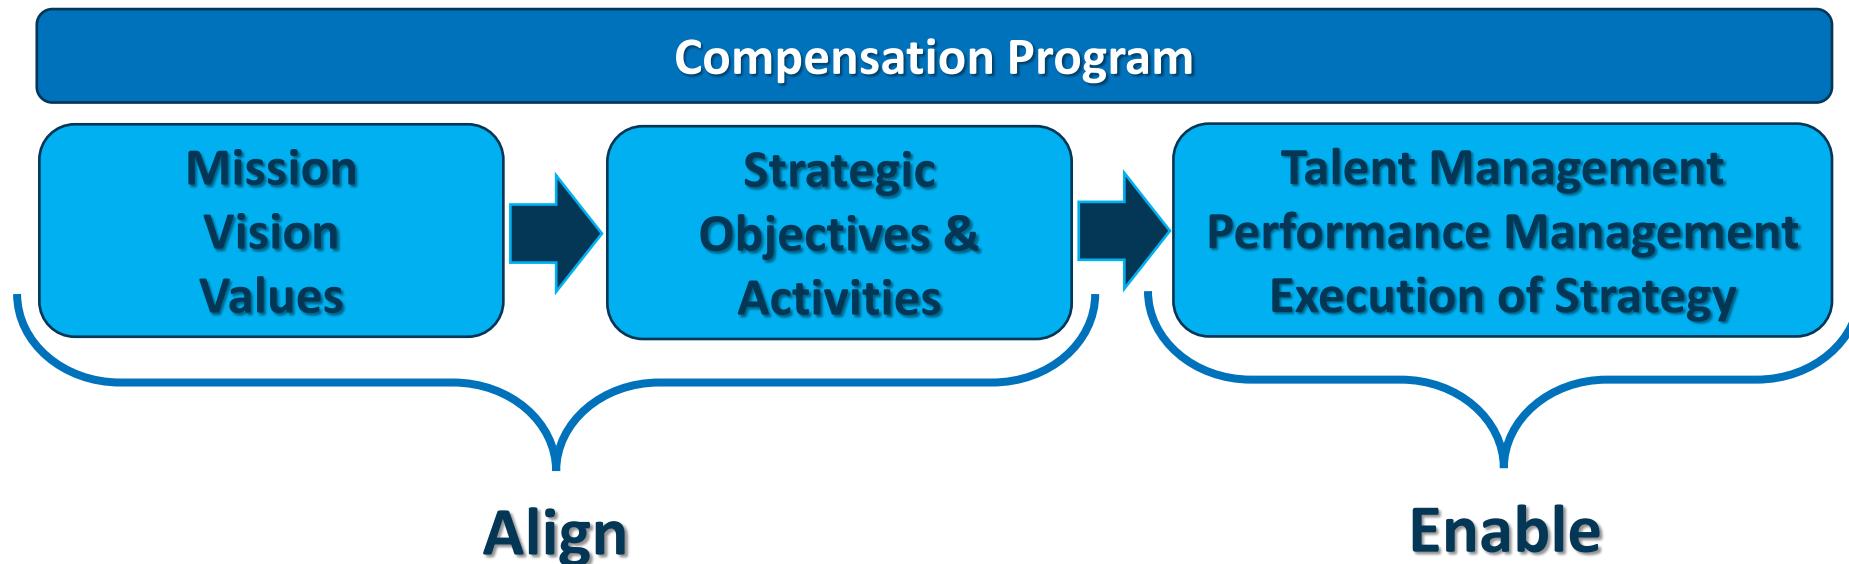 Compensation Program
Mission
Vision
Values
Strategic
Objectives &
Activities
Talent Management
Performance Management
Execution of Strategy
Align
Enable